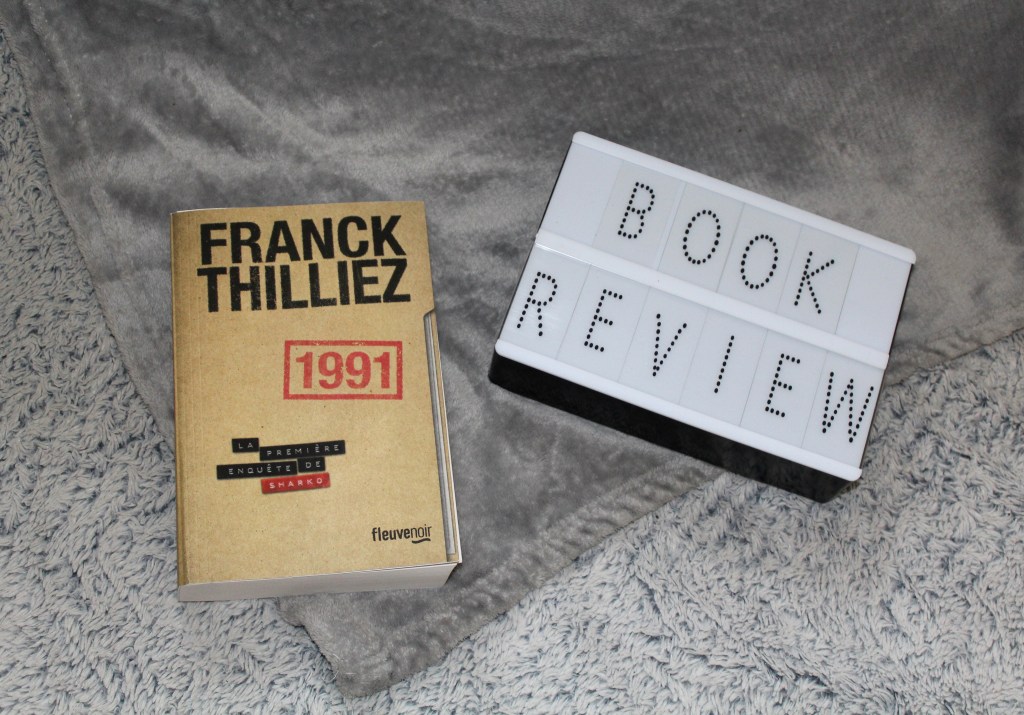 FRANCK
THILLIEZ
1991
LA PREMIÈRE
ENQUÊTE DE
SHARKO
fleuvenoir
BOOK
REVIEW